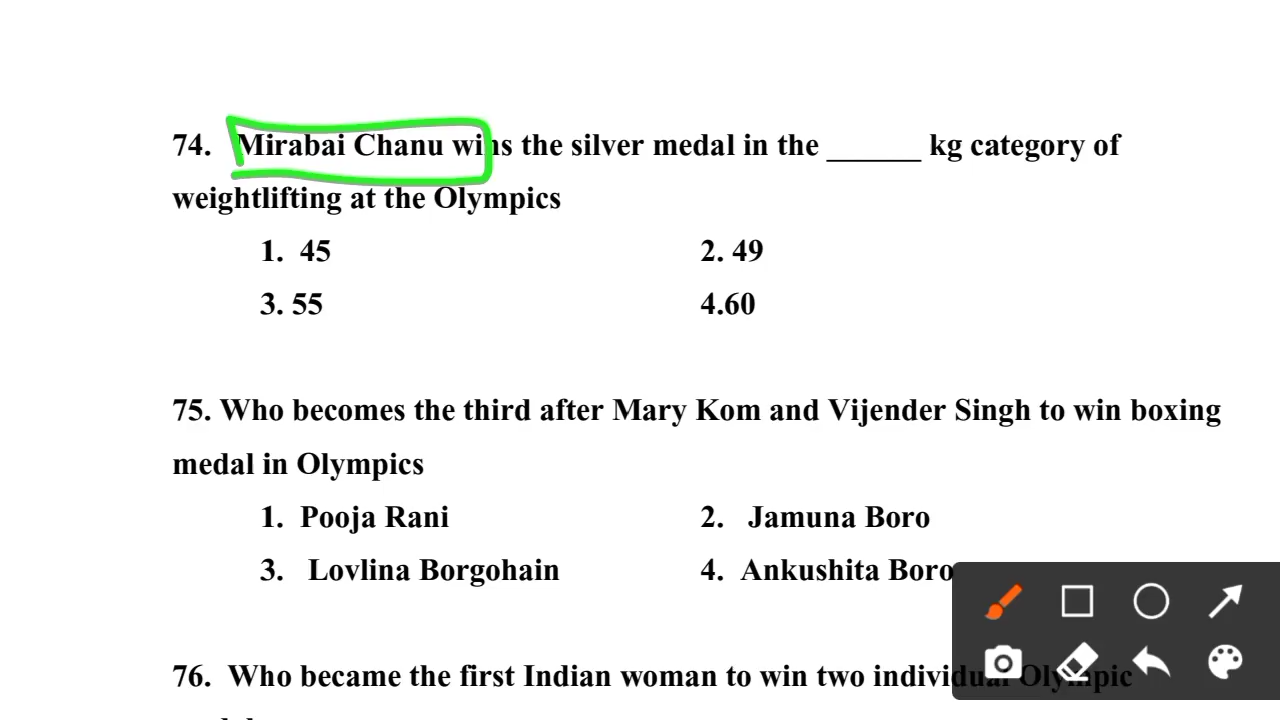 74. Mirabai Chanu wins the silver medal in the ______ kg category of
weightlifting at the Olympics
1. 45 2. 49
3. 55 4.60
75. Who becomes the third after Mary Kom and Vijender Singh to win boxing
medal in Olympics
1. Pooja Rani 2. Jamuna Boro
3. Lovlina Borgohain 4. Ankushita Boro
76. Who became the first Indian woman to win two individual Olympic